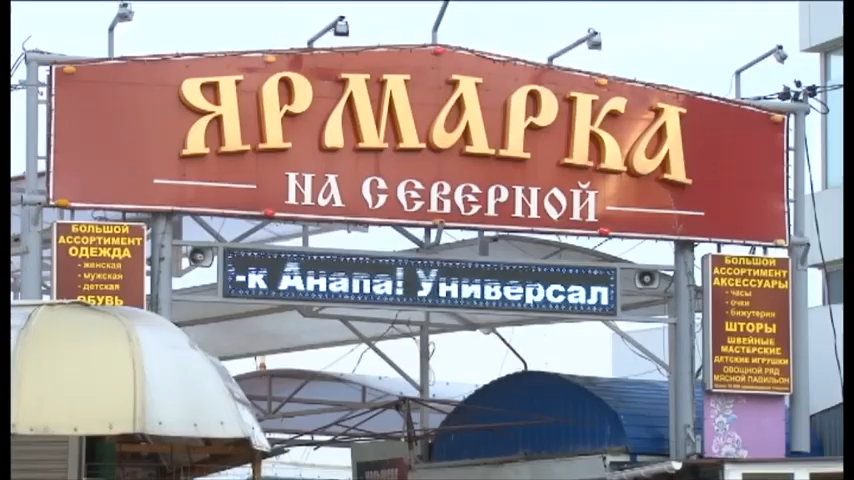 ЯРМАРКА
НА СЕВЕРНОЙ
-к Анапа! Универсал
БОЛЬШОЙ
АССОРТИМЕНТ
ОДЕЖДА
- женская
- мужская
- детская
ОБУВЬ
БОЛЬШОЙ
АССОРТИМЕНТ
АКСЕССУАРЫ
- часы
- очки
- бижутерия
ШТОРЫ
ШВЕЙНЫЕ
МАСТЕРСКИЕ
ДЕТСКИЕ ИГРУШКИ
ОВОЩНОЙ РЯД
МЯСНОЙ ПАВИЛЬОН